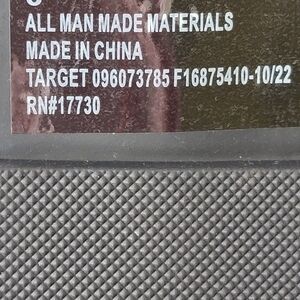 ALL MAN MADE MATERIALS
MADE IN CHINA
TARGET 096073785 F16875410-10/22
RN#17730